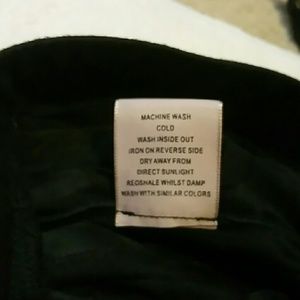 MACHINE WASH
COLD
WASH INSIDE OUT
IRON ON REVERSE SIDE
DRY AWAY FROM
DIRECT SUNLIGHT
REDSHALE WHILST DAMP
WASH WITH SIMILAR COLORS